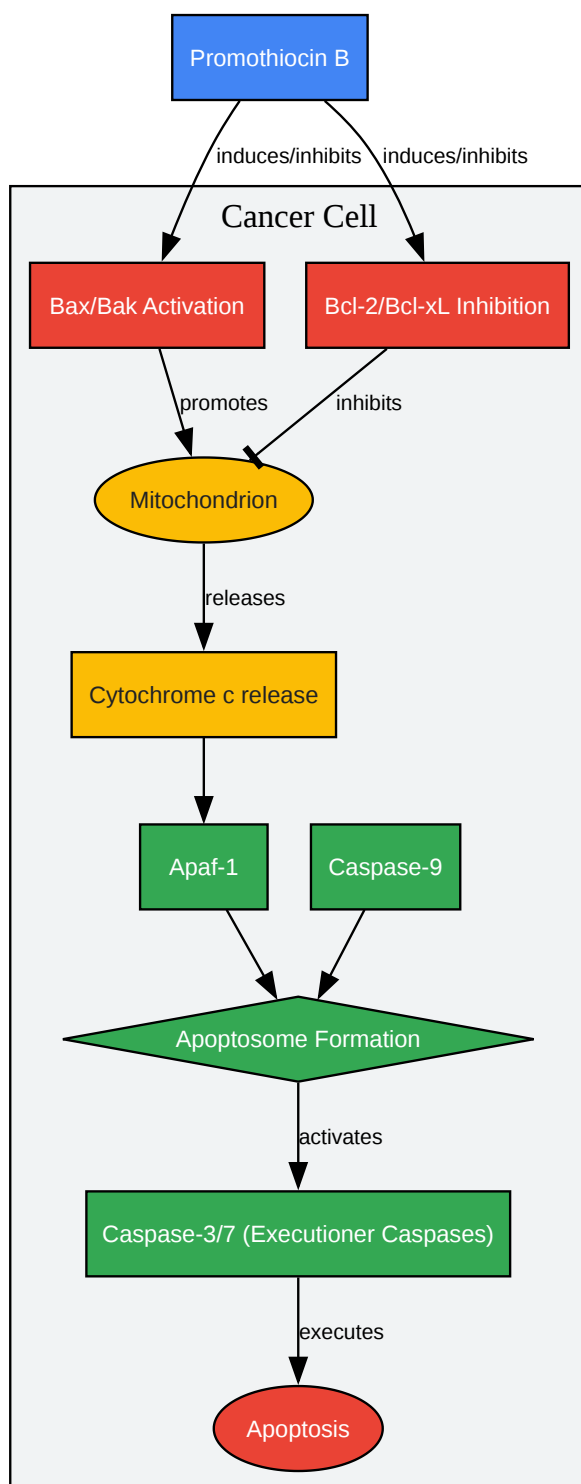 Promothiocin B
induces/inhibits
induces/inhibits
Cancer Cell
Bax/Bak Activation
Bcl-2/Bcl-xL Inhibition
promotes
inhibits
Mitochondrion
releases
Cytochrome c release
Apaf-1
Caspase-9
Apoptosome Formation
activates
Caspase-3/7 (Executioner Caspases)
executes
Apoptosis